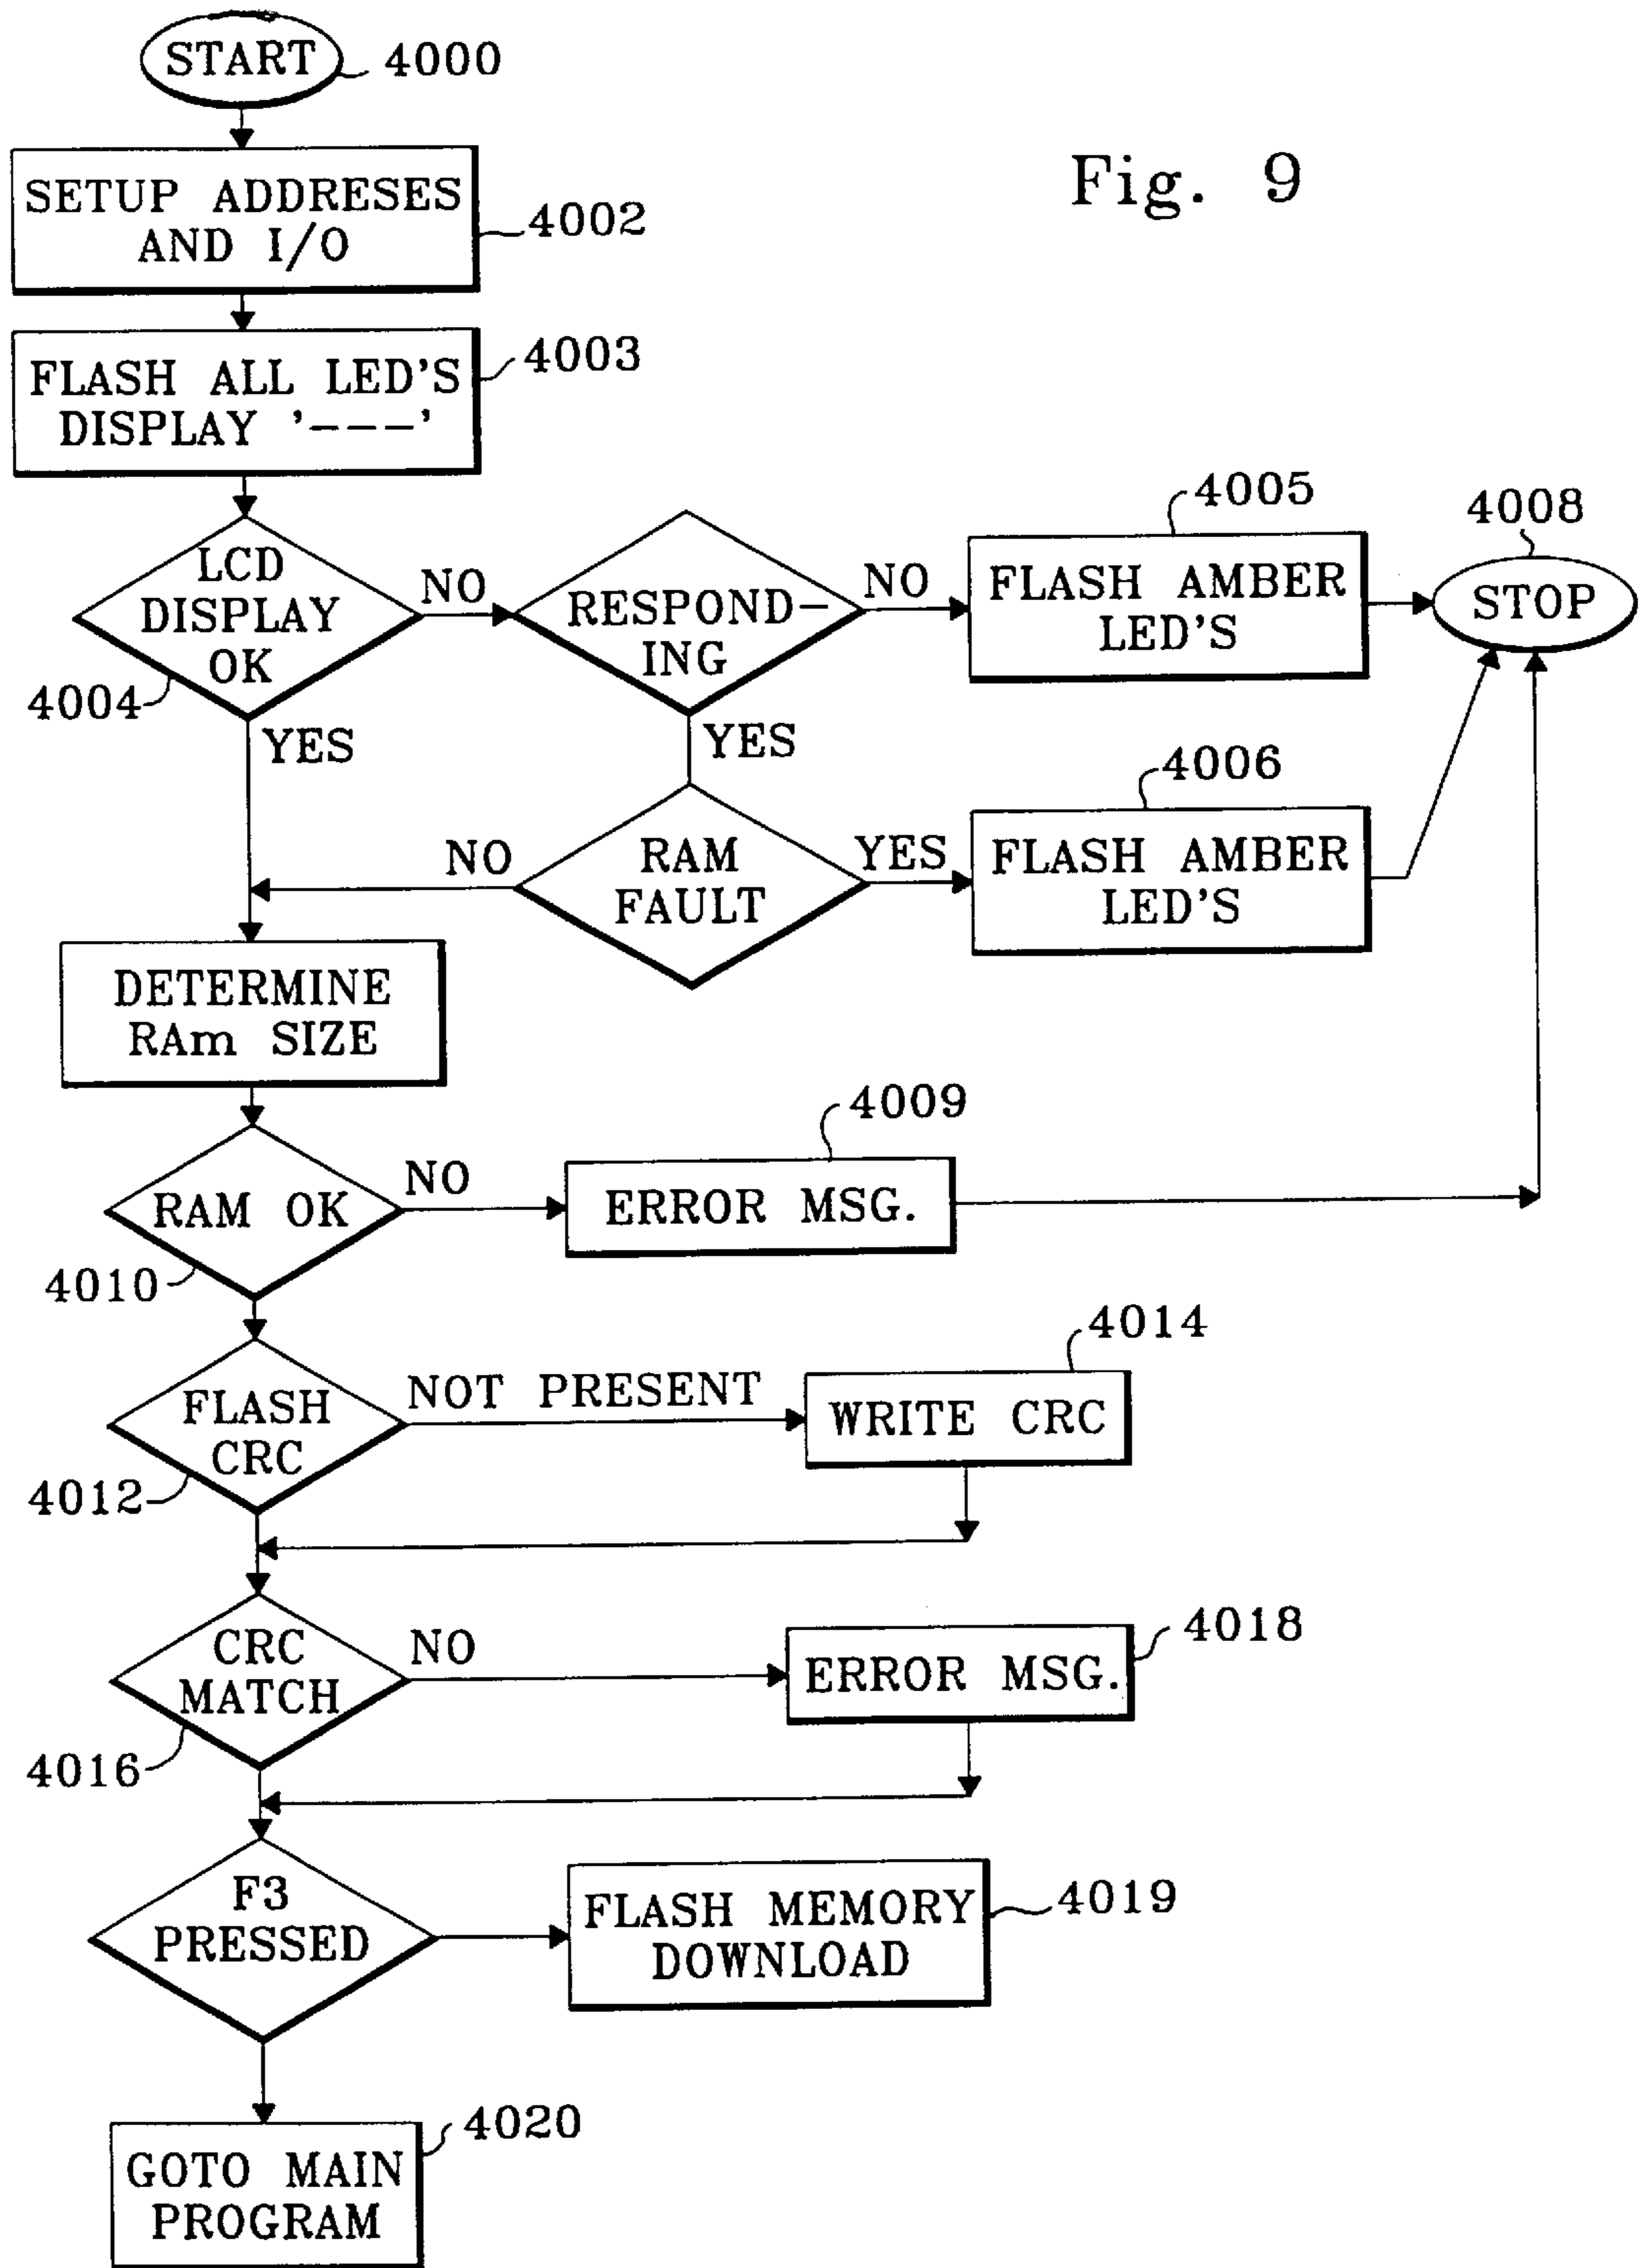 START
4000
Fig. 9
SETUP ADDRESES
AND I/O
4002
FLASH ALL LED'S
DISPLAY '---'
4003
LCD
DISPLAY
OK
4004
NO
YES
RESPOND-
ING
NO
YES
4005
FLASH AMBER
LED'S
4008
STOP
RAM
FAULT
NO
YES
4006
FLASH AMBER
LED'S
DETERMINE
RAm SIZE
RAM OK
4010
NO
4009
ERROR MSG.
FLASH
CRC
4012
NOT PRESENT
4014
WRITE CRC
CRC
MATCH
4016
NO
4018
ERROR MSG.
F3
PRESSED
FLASH MEMORY
DOWNLOAD
4019
GOTO MAIN
PROGRAM
4020